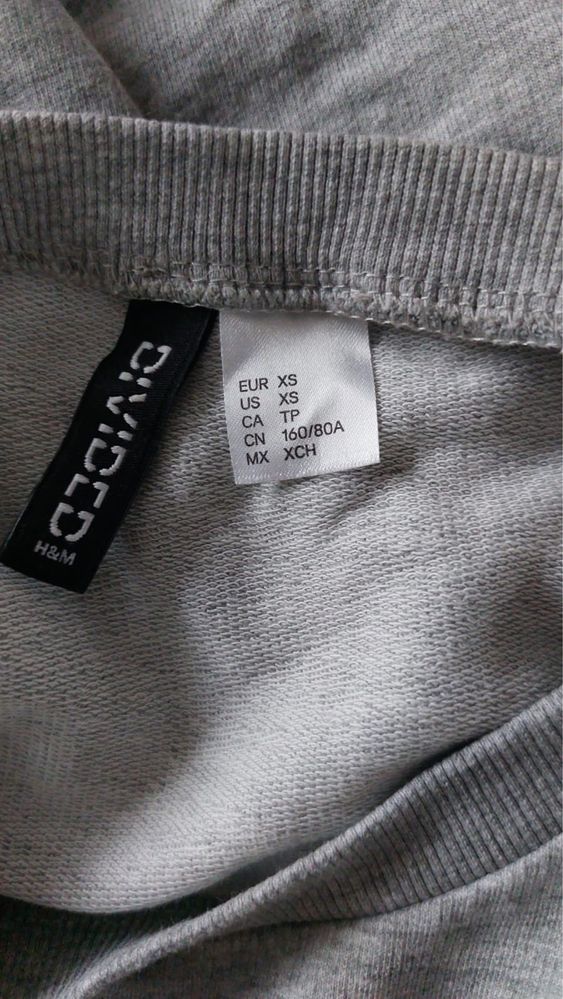 DIVIDED
H&M
EUR XS
US XS
CA TP
CN 160/80A
MX XCH